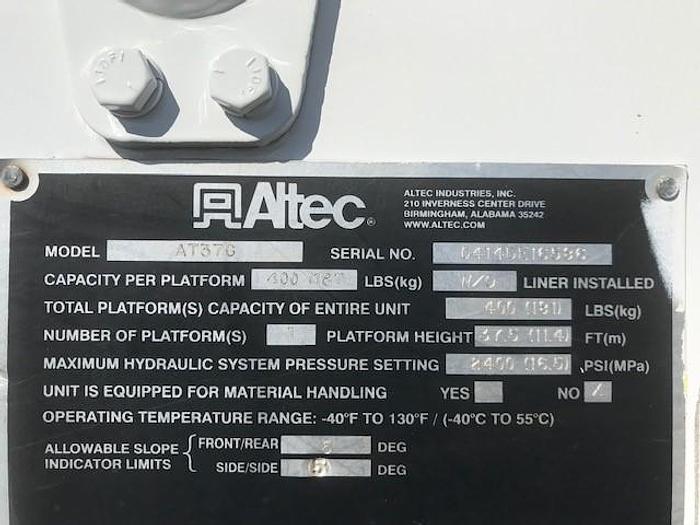 Altec®
ALTEC INDUSTRIES, INC.
210 INVERNESS CENTER DRIVE
BIRMINGHAM, ALABAMA 35242
WWW.ALTEC.COM
MODEL AT37G SERIAL NO.
CAPACITY PER PLATFORM 400 LBS(kg) W/O LINER INSTALLED
TOTAL PLATFORM(S) CAPACITY OF ENTIRE UNIT 400 (181) LBS(kg)
NUMBER OF PLATFORM(S) 1 PLATFORM HEIGHT 37.5 (11.4) FT(m)
MAXIMUM HYDRAULIC SYSTEM PRESSURE SETTING 2400 (16.5) PSI(MPa)
UNIT IS EQUIPPED FOR MATERIAL HANDLING YES NO
OPERATING TEMPERATURE RANGE: -40°F TO 130°F / (-40°C TO 55°C)
ALLOWABLE SLOPE INDICATOR LIMITS { FRONT/REAR 5 DEG
SIDE/SIDE 5 DEG